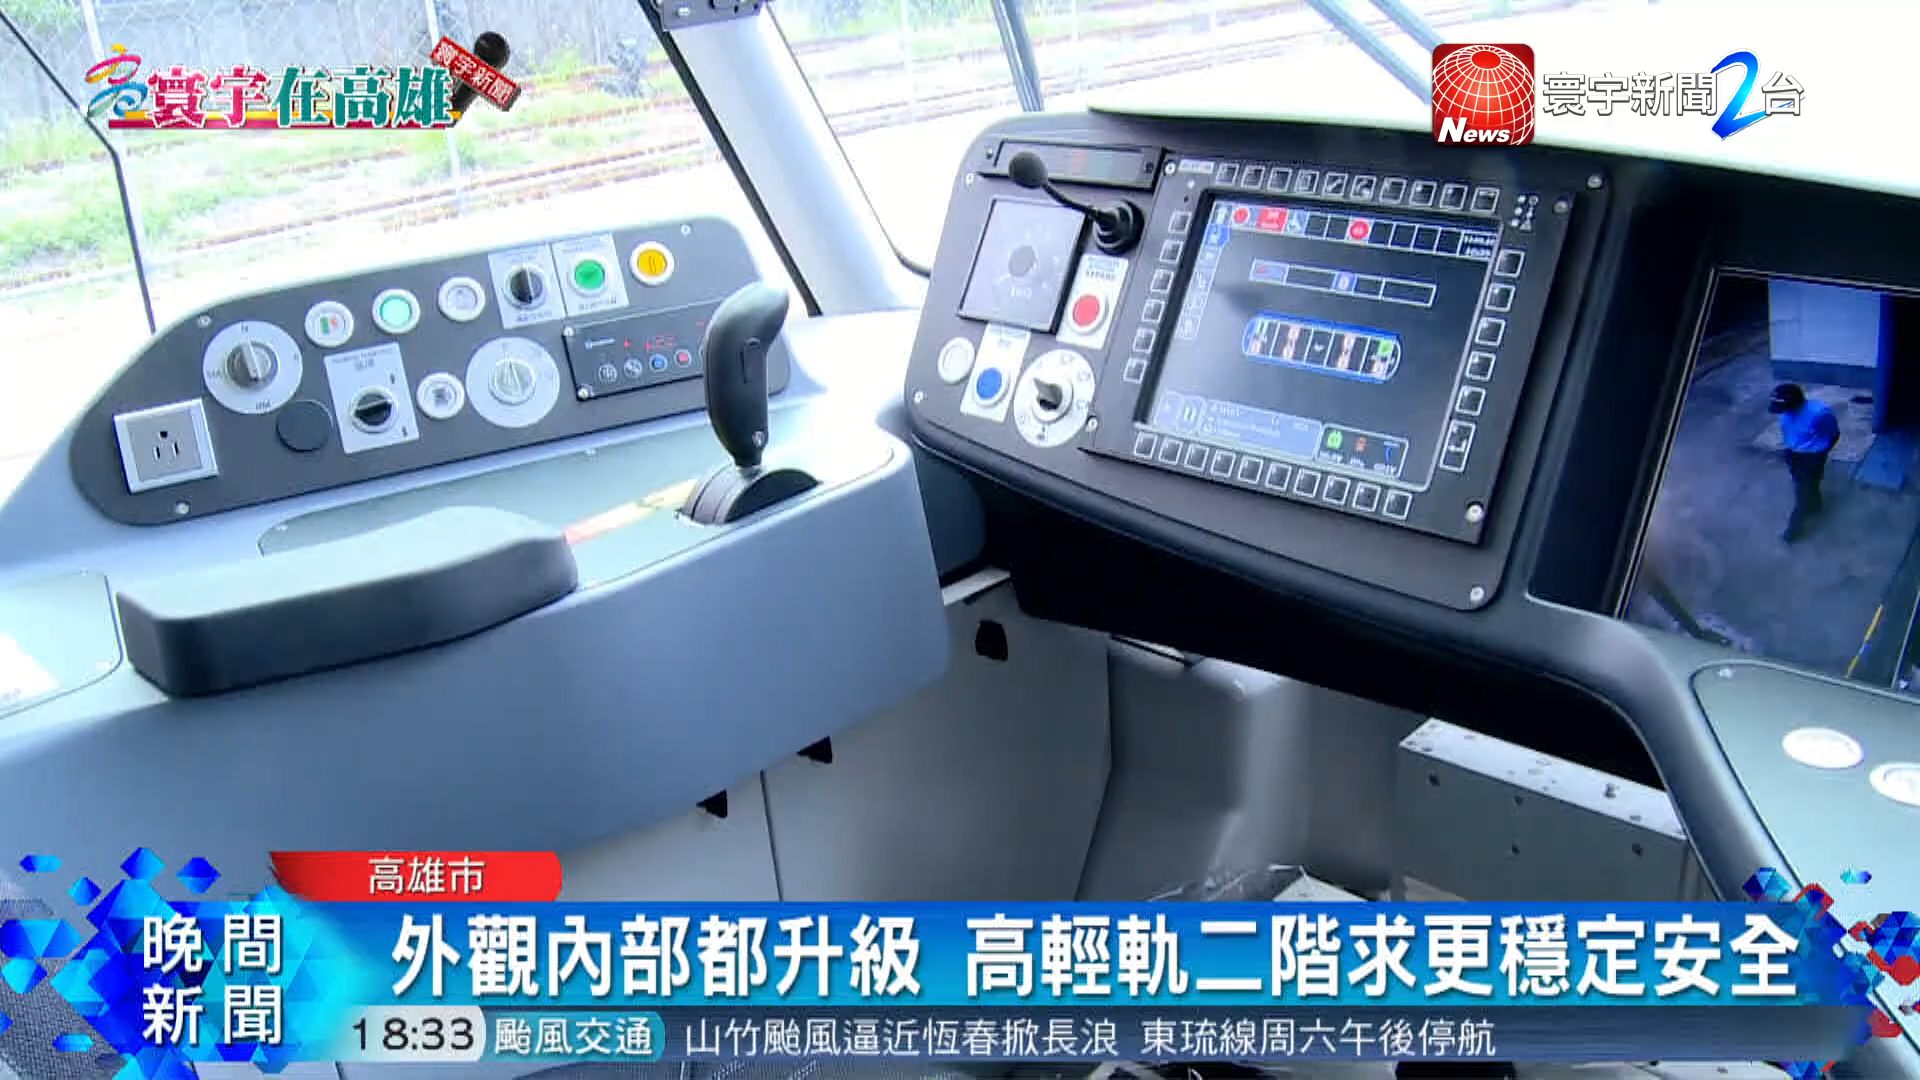 寰宇在高雄
寰宇新聞
News
寰宇新聞2台
高雄市
晚間
新聞
外觀內部都升級 高輕軌二階求更穩定安全
18:33
颱風交通
山竹颱風逼近恆春掀長浪 東琉線周六午後停航